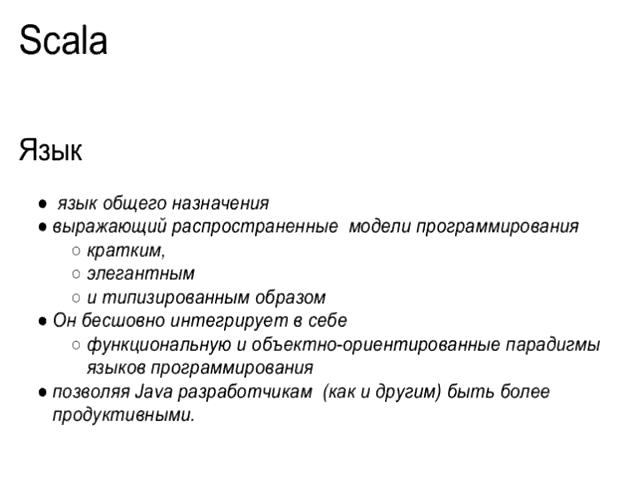 Scala
Язык
● язык общего назначения
● выражающий распространенные модели программирования
○ кратким,
○ элегантным
○ и типизированным образом
● Он бесшовно интегрирует в себе
○ функциональную и объектно-ориентированные парадигмы
языков программирования
● позволяя Java разработчикам (как и другим) быть более
продуктивными.